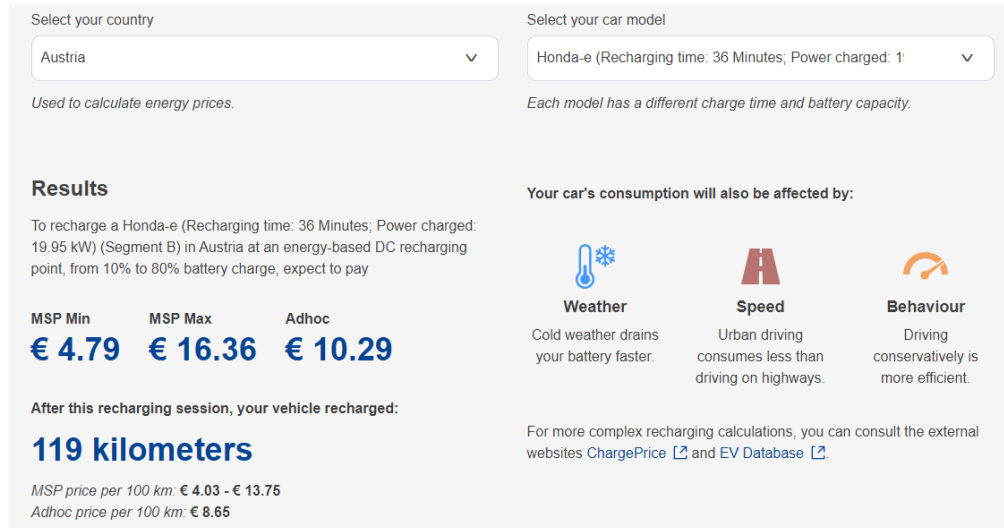 Select your country
Austria
Used to calculate energy prices.
Select your car model
Honda-e (Recharging time: 36 Minutes; Power charged: 1
Each model has a different charge time and battery capacity.
Results
To recharge a Honda-e (Recharging time: 36 Minutes; Power charged:
19.95 kW) (Segment B) in Austria at an energy-based DC recharging
point, from 10% to 80% battery charge, expect to pay
MSP Min MSP Max Adhoc
€ 4.79 € 16.36 € 10.29
After this recharging session, your vehicle recharged:
119 kilometers
MSP price per 100 km: € 4.03 - € 13.75
Adhoc price per 100 km: € 8.65
Your car's consumption will also be affected by:
Weather
Cold weather drains
your battery faster.
Speed
Urban driving
consumes less than
driving on highways.
Behaviour
Driving
conservatively is
more efficient.
For more complex recharging calculations, you can consult the external
websites ChargePrice and EV Database.